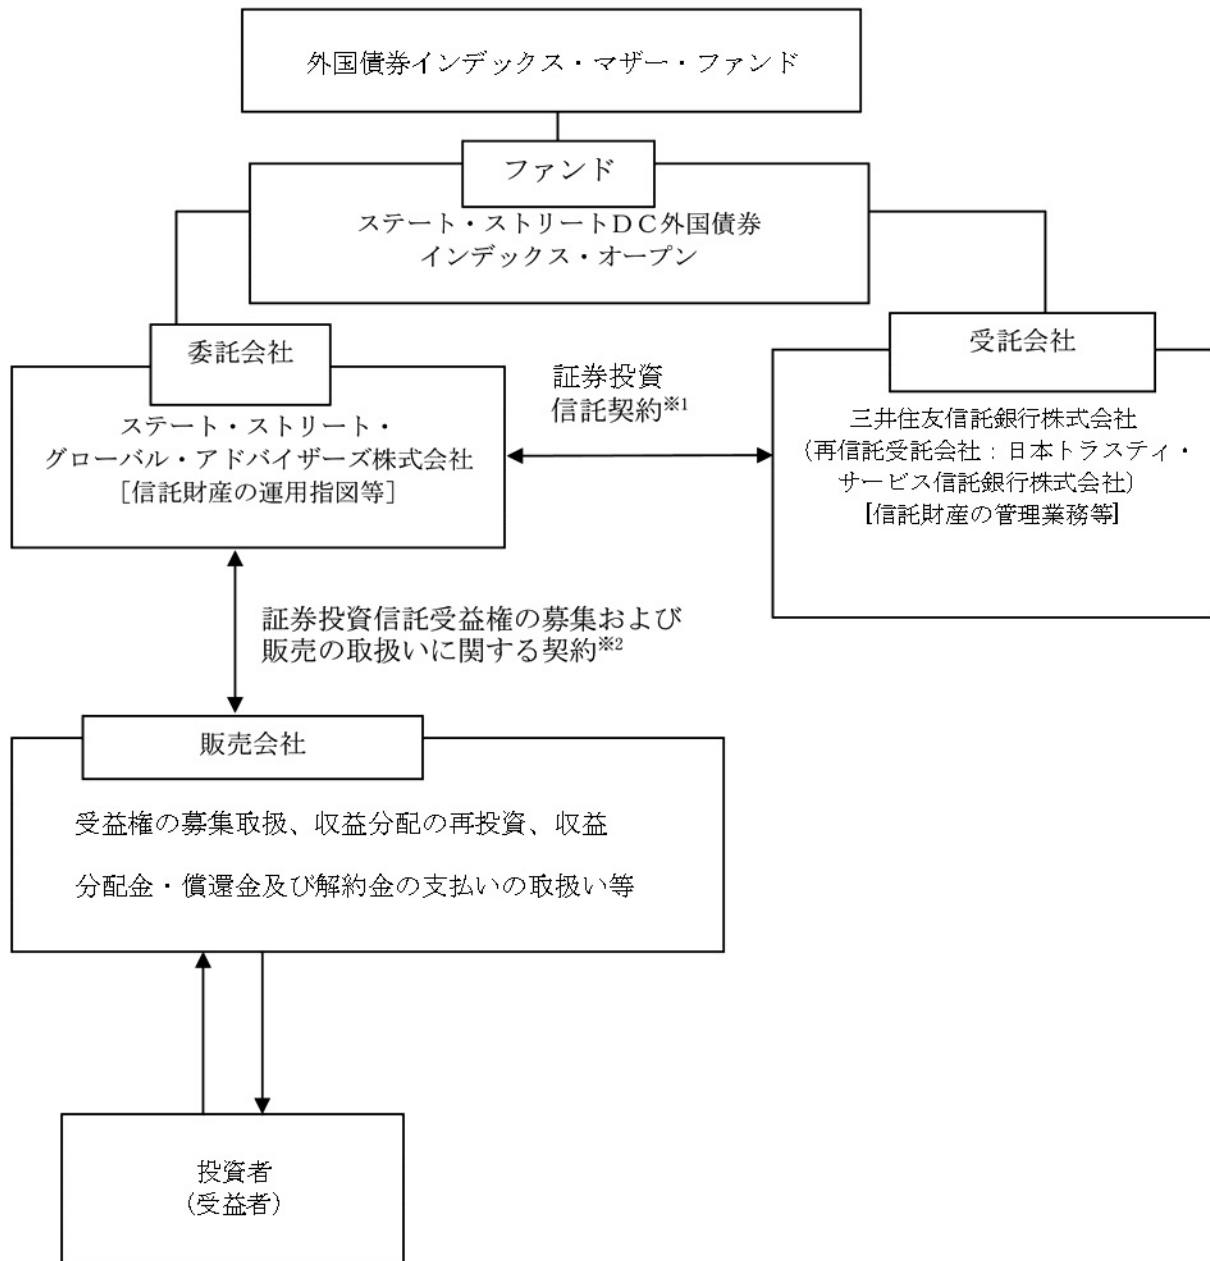 外国債券インデックス・マザー・ファンド
ファンド
ステート・ストリートＤＣ外国債券
インデックス・オープン
委託会社
ステート・ストリート・
グローバル・アドバイザーズ株式会社
［信託財産の運用指図等］
証券投資
信託契約※1
受託会社
三井住友信託銀行株式会社
（再信託受託会社：日本トラスティ・
サービス信託銀行株式会社）
［信託財産の管理業務等］
証券投資信託受益権の募集および
販売の取扱いに関する契約※2
販売会社
受益権の募集取扱、収益分配の再投資、収益
分配金・償還金及び解約金の支払いの取扱い等
投資者
（受益者）